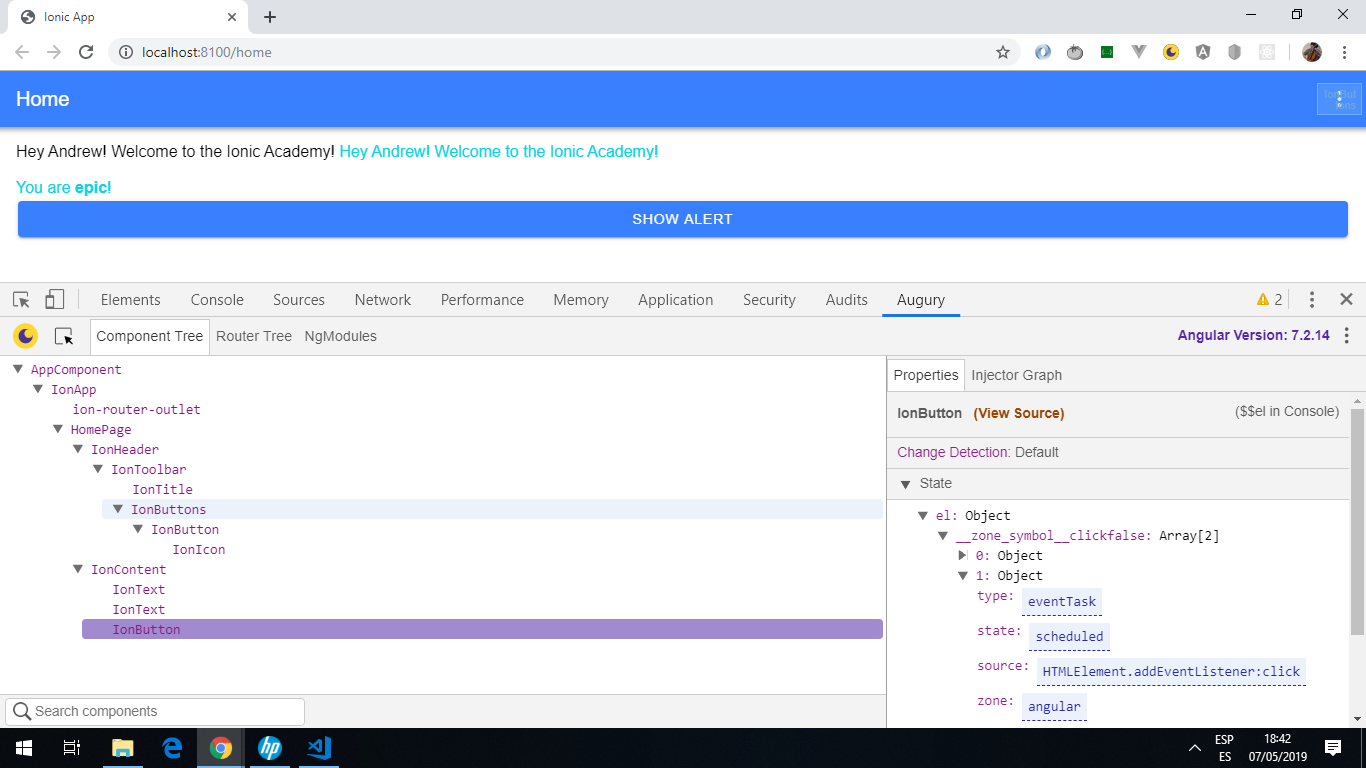 Ionic App
localhost:8100/home
Home
IonBut
tons
Hey Andrew! Welcome to the Ionic Academy! Hey Andrew! Welcome to the Ionic Academy!
You are epic!
SHOW ALERT
Elements Console Sources Network Performance Memory Application Security Audits Augury 2
Component Tree Router Tree NgModules Angular Version: 7.2.14
AppComponent
IonApp
ion-router-outlet
HomePage
IonHeader
IonToolbar
IonTitle
IonButtons
IonButton
IonIcon
IonContent
IonText
IonText
IonButton
Search components
Properties Injector Graph
IonButton (View Source) ($$el in Console)
Change Detection: Default
State
el: Object
__zone_symbol__clickfalse: Array[2]
0: Object
1: Object
type: eventTask
state: scheduled
source: HTMLElement.addEventListener:click
zone: angular
hp
ESP
ES
18:42
07/05/2019